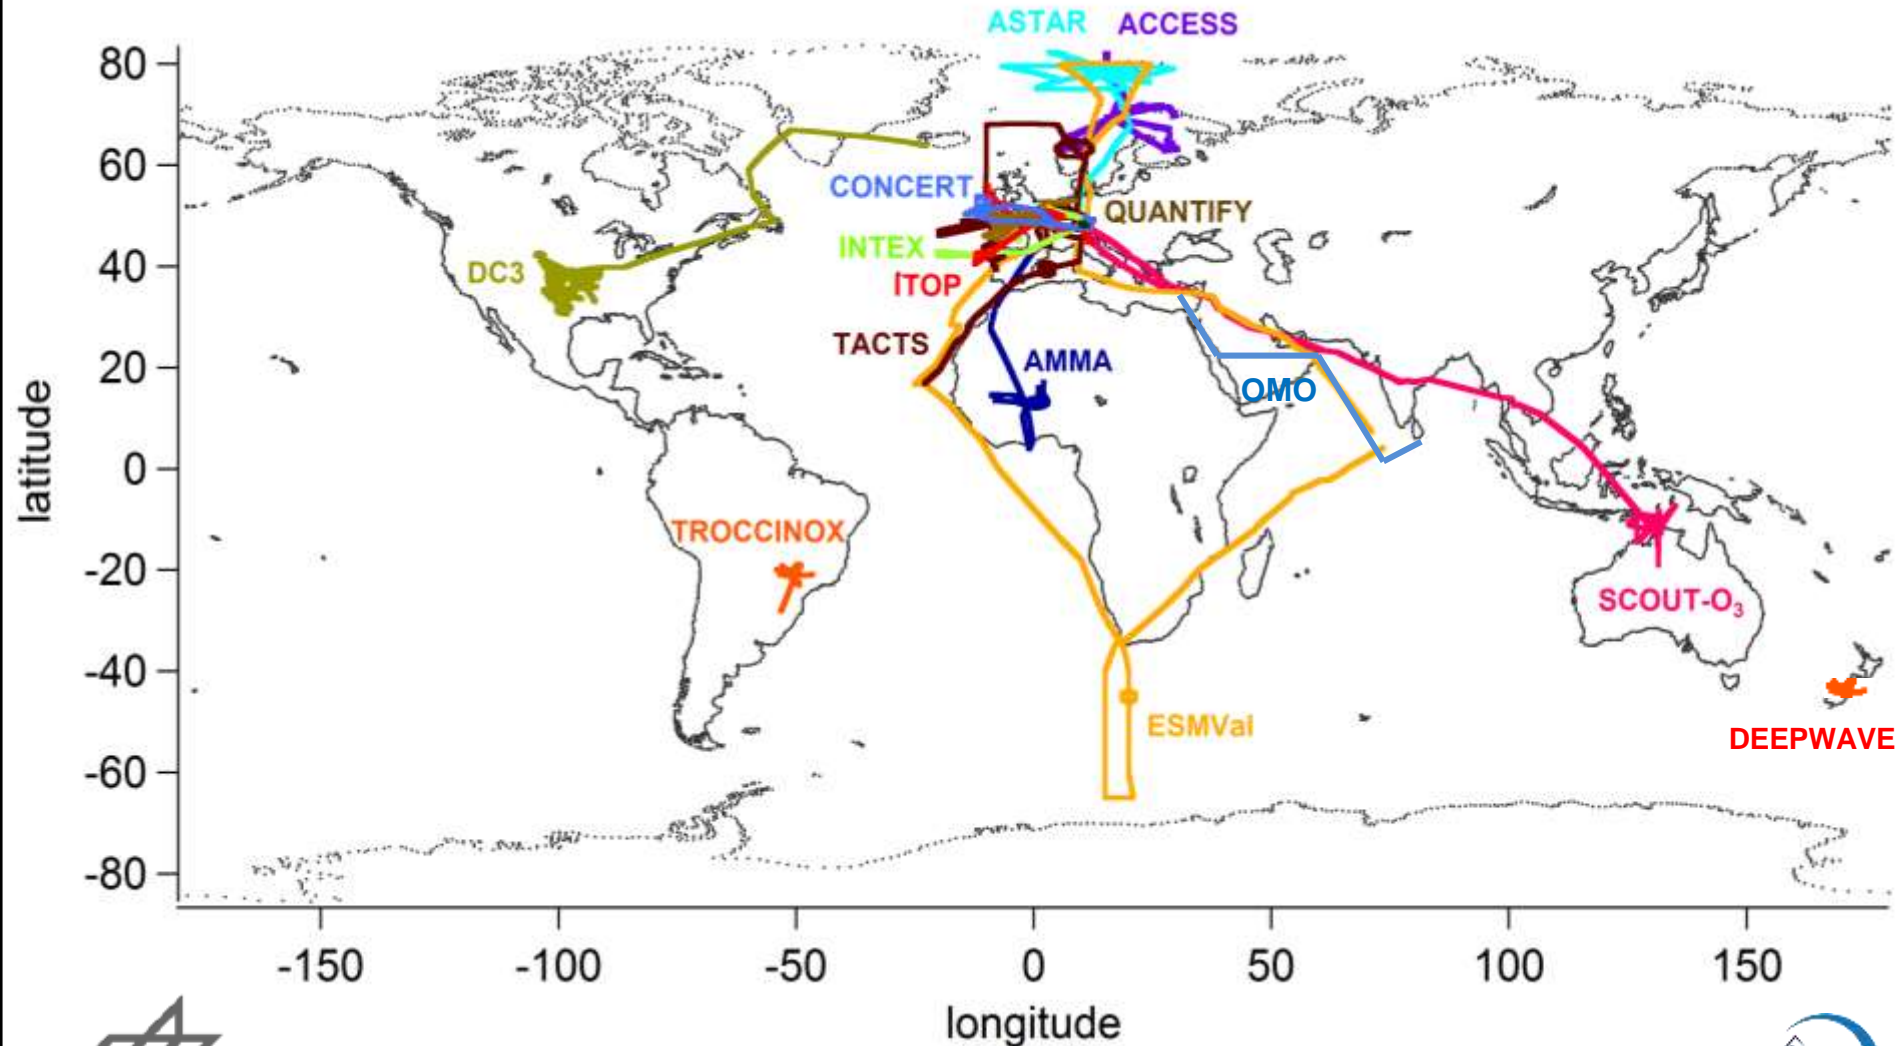 ASTAR ACCESS
80
60
CONCERT
QUANTIFY
INTEX
40
DC3
ITOP
TACTS
AMMA
20
OMO
latitude
0
TROCCINOX
-20
SCOUT-O₃
-40
ESMVal
DEEPWAVE
-60
-80
-150 -100 -50 0 50 100 150
longitude